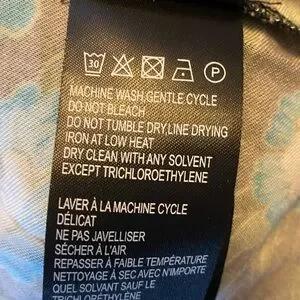 30 P
MACHINE WASH,GENTLE CYCLE
DO NOT BLEACH
DO NOT TUMBLE DRY,LINE DRYING
IRON AT LOW HEAT
DRY CLEAN WITH ANY SOLVENT
EXCEPT TRICHLOROETHYLENE
LAVER À LA MACHINE CYCLE
DÉLICAT
NE PAS JAVELLISER
SÉCHER À L'AIR
REPASSER À FAIBLE TEMPÉRATURE
NETTOYAGE À SEC AVEC N'IMPORTE
QUEL SOLVANT SAUF LE
TRICHLORÉTHYLÈNE